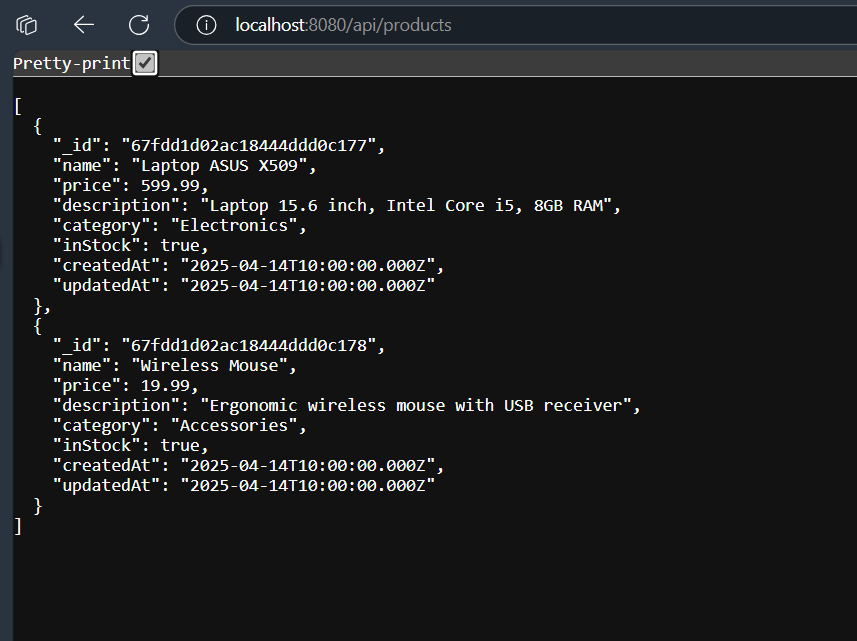 localhost:8080/api/products
Pretty-print
[
  {
    "_id": "67fdd1d02ac18444ddd0c177",
    "name": "Laptop ASUS X509",
    "price": 599.99,
    "description": "Laptop 15.6 inch, Intel Core i5, 8GB RAM",
    "category": "Electronics",
    "inStock": true,
    "createdAt": "2025-04-14T10:00:00.000Z",
    "updatedAt": "2025-04-14T10:00:00.000Z"
  },
  {
    "_id": "67fdd1d02ac18444ddd0c178",
    "name": "Wireless Mouse",
    "price": 19.99,
    "description": "Ergonomic wireless mouse with USB receiver",
    "category": "Accessories",
    "inStock": true,
    "createdAt": "2025-04-14T10:00:00.000Z",
    "updatedAt": "2025-04-14T10:00:00.000Z"
  }
]